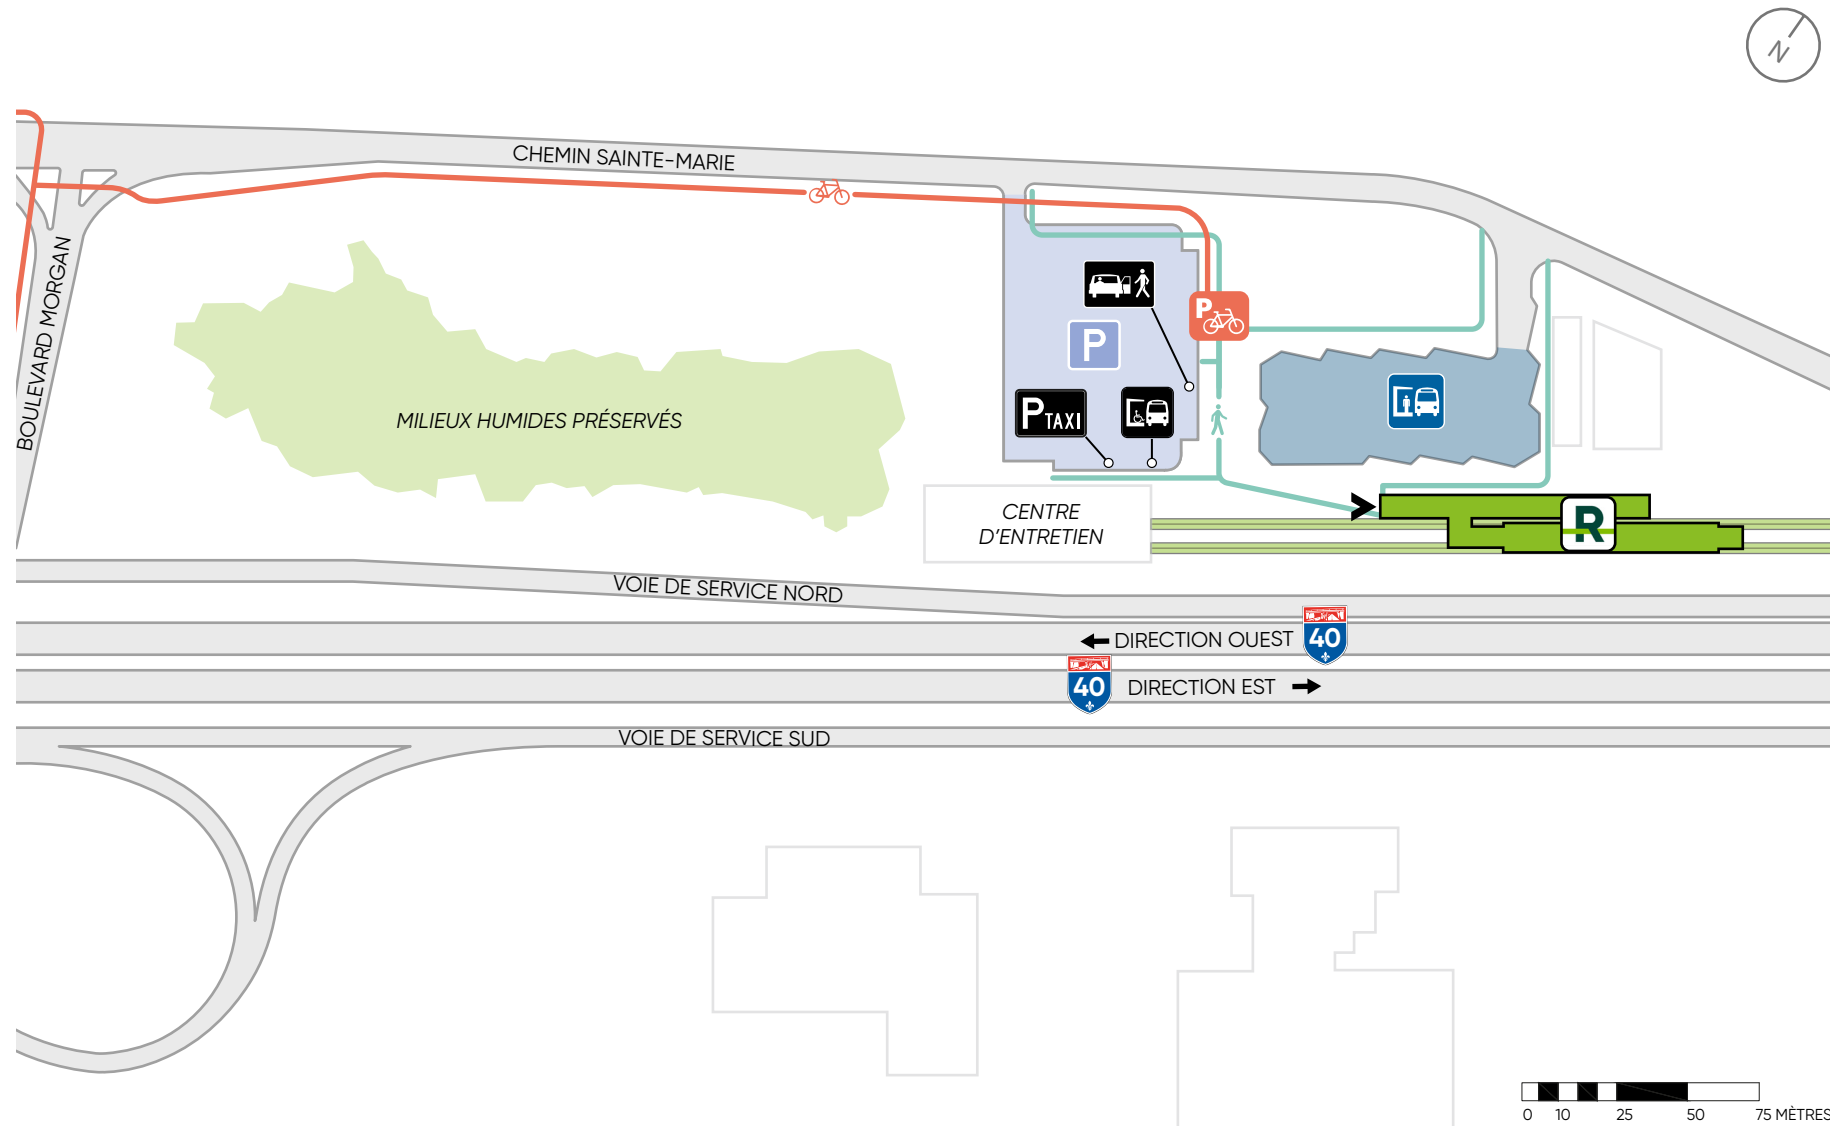 N
CHEMIN SAINTE-MARIE
BOULEVARD MORGAN
MILIEUX HUMIDES PRÉSERVÉS
P
P
P TAXI
CENTRE
D'ENTRETIEN
R
VOIE DE SERVICE NORD
DIRECTION OUEST
40
40
DIRECTION EST
VOIE DE SERVICE SUD
0 10 25 50 75 MÈTRES